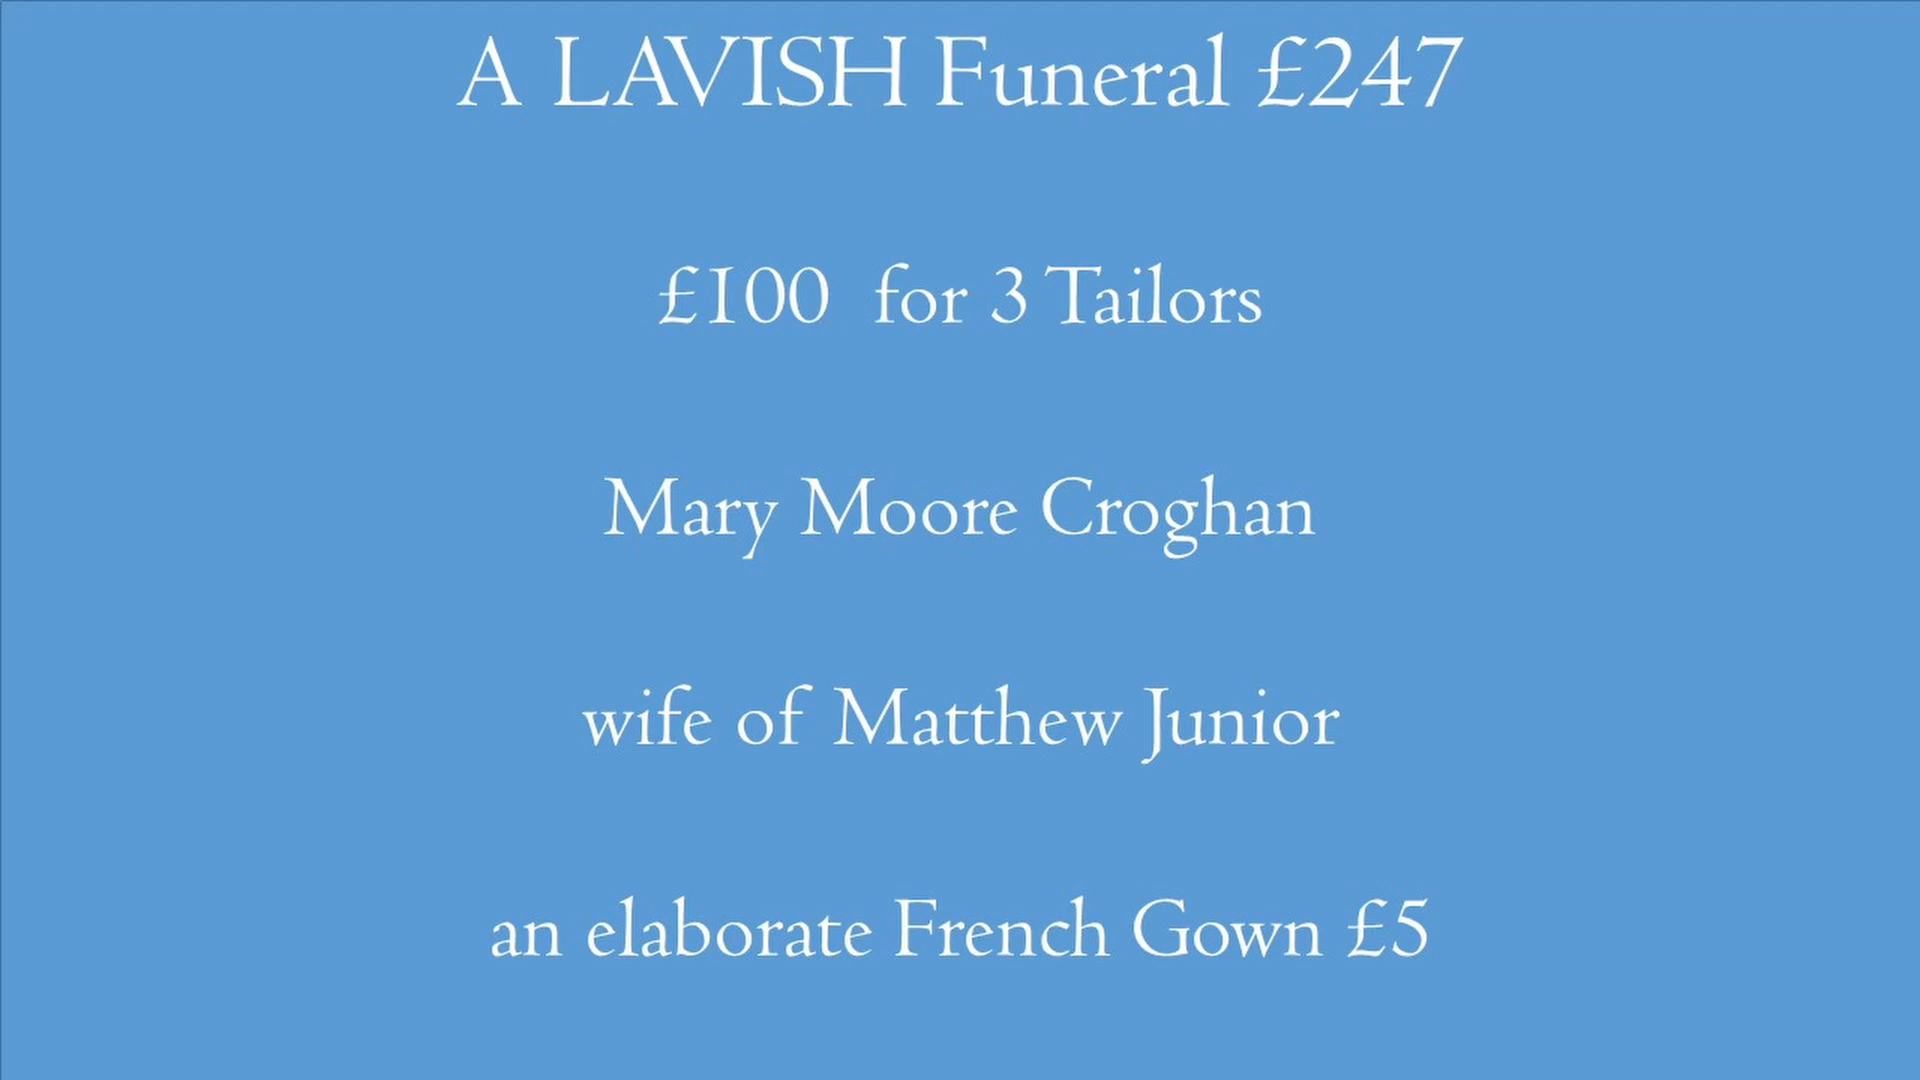 A LAVISH Funeral £247
£100 for 3 Tailors
Mary Moore Croghan
wife of Matthew Junior
an elaborate French Gown £5